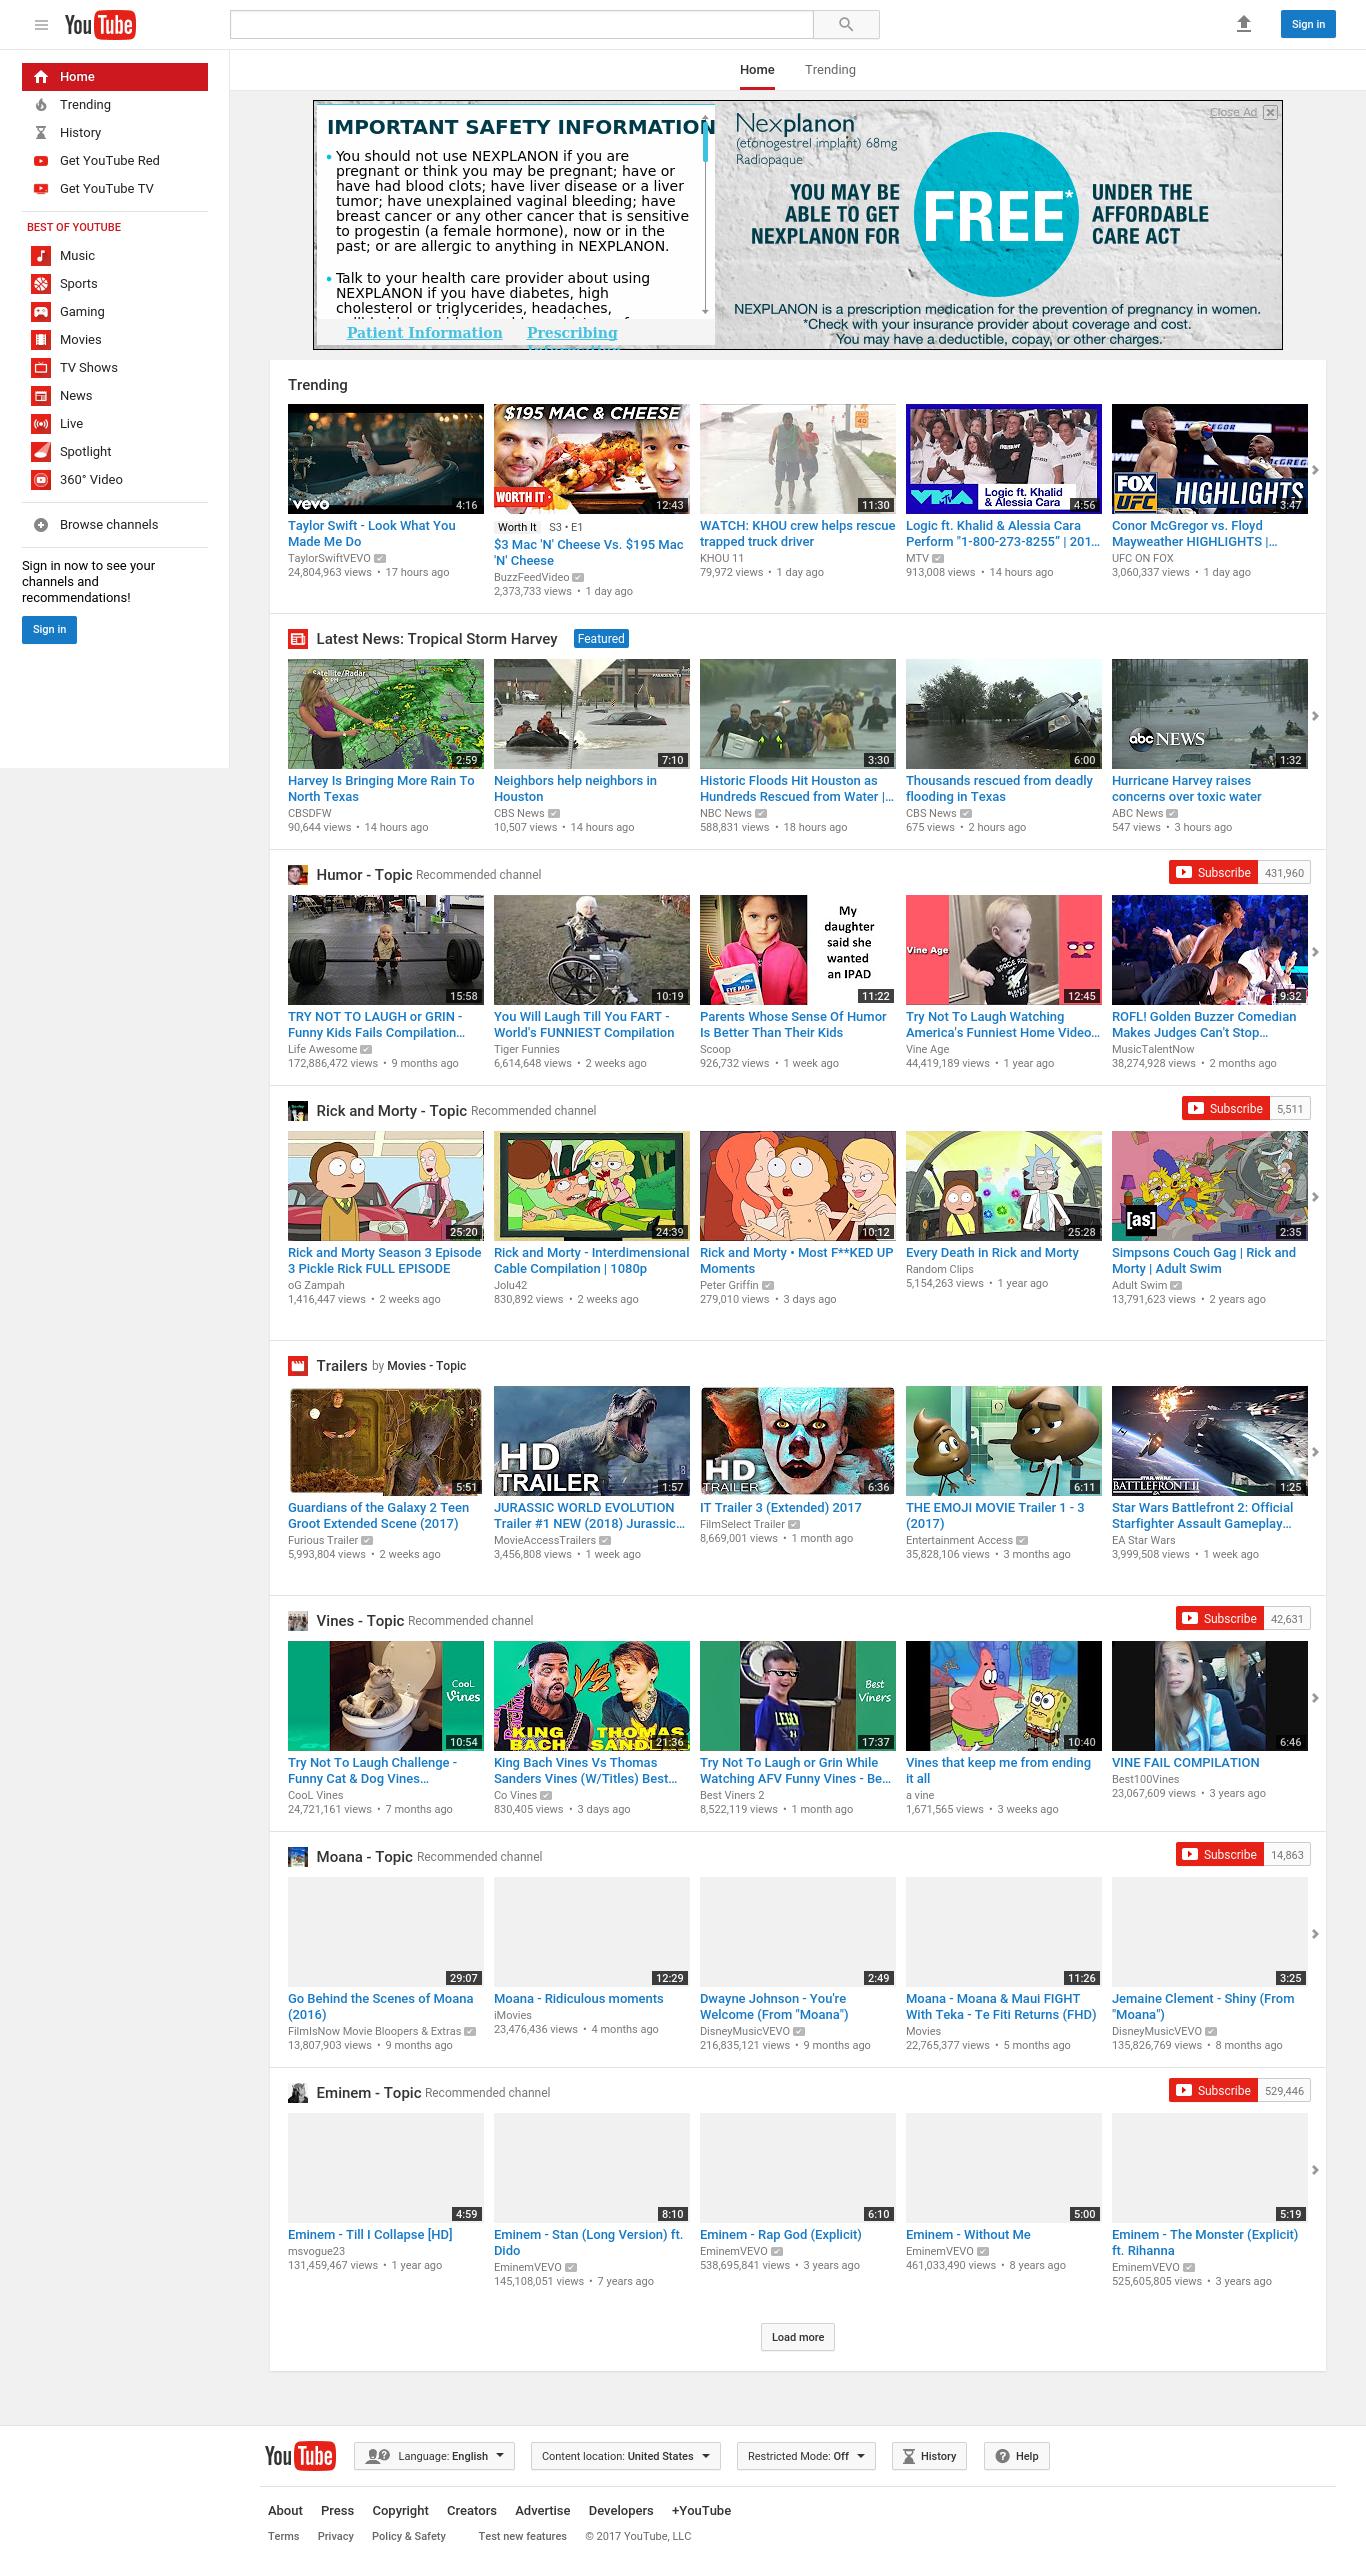 YouTube
Sign in
Home
Trending
Home
Trending
History
Get YouTube Red
Get YouTube TV
BEST OF YOUTUBE
Music
Sports
Gaming
Movies
TV Shows
News
Live
Spotlight
360° Video
Browse channels
Sign in now to see your
channels and
recommendations!
Sign in
IMPORTANT SAFETY INFORMATION
You should not use NEXPLANON if you are
pregnant or think you may be pregnant; have or
have had blood clots; have liver disease or a liver
tumor; have unexplained vaginal bleeding; have
breast cancer or any other cancer that is sensitive
to progestin (a female hormone), now or in the
past; or are allergic to anything in NEXPLANON.
Talk to your health care provider about using
NEXPLANON if you have diabetes, high
cholesterol or triglycerides, headaches,
Patient Information
Prescribing
Close Ad
Nexplanon
(etonogestrel implant) 68mg
Radiopaque
YOU MAY BE
ABLE TO GET
NEXPLANON FOR
FREE*
UNDER THE
AFFORDABLE
CARE ACT
NEXPLANON is a prescription medication for the prevention of pregnancy in women.
*Check with your insurance provider about coverage and cost.
You may have a deductible, copay, or other charges.
Trending
vevo
4:16
$195 MAC & CHEESE
WORTH IT
12:43
11:30
VMA
Logic ft. Khalid
& Alessia Cara
4:56
FOX
UFC
HIGHLIGHTS
3:47
Taylor Swift - Look What You
Made Me Do
TaylorSwiftVEVO
24,804,963 views • 17 hours ago
Worth It S3 • E1
$3 Mac 'N' Cheese Vs. $195 Mac
'N' Cheese
BuzzFeedVideo
2,373,733 views • 1 day ago
WATCH: KHOU crew helps rescue
trapped truck driver
KHOU 11
79,972 views • 1 day ago
Logic ft. Khalid & Alessia Cara
Perform "1-800-273-8255” | 201...
MTV
913,008 views • 14 hours ago
Conor McGregor vs. Floyd
Mayweather HIGHLIGHTS |...
UFC ON FOX
3,060,337 views • 1 day ago
Latest News: Tropical Storm Harvey
Featured
Satellite/Radar
2:59
7:10
3:30
6:00
abc NEWS
1:32
Harvey Is Bringing More Rain To
North Texas
CBSDFW
90,644 views • 14 hours ago
Neighbors help neighbors in
Houston
CBS News
10,507 views • 14 hours ago
Historic Floods Hit Houston as
Hundreds Rescued from Water |...
NBC News
588,831 views • 18 hours ago
Thousands rescued from deadly
flooding in Texas
CBS News
675 views • 2 hours ago
Hurricane Harvey raises
concerns over toxic water
ABC News
547 views • 3 hours ago
Humor - Topic Recommended channel
Subscribe 431,960
15:58
10:19
My
daughter
said she
wanted
an IPAD
EYE PAD
11:22
Vine Age
12:45
9:32
TRY NOT TO LAUGH or GRIN -
Funny Kids Fails Compilation...
Life Awesome
172,886,472 views • 9 months ago
You Will Laugh Till You FART -
World's FUNNIEST Compilation
Tiger Funnies
6,614,648 views • 2 weeks ago
Parents Whose Sense Of Humor
Is Better Than Their Kids
Scoop
926,732 views • 1 week ago
Try Not To Laugh Watching
America's Funniest Home Video...
Vine Age
44,419,189 views • 1 year ago
ROFL! Golden Buzzer Comedian
Makes Judges Can't Stop...
MusicTalentNow
38,274,928 views • 2 months ago
Rick and Morty - Topic Recommended channel
Subscribe 5,511
25:20
24:39
10:12
25:28
[as]
2:35
Rick and Morty Season 3 Episode
3 Pickle Rick FULL EPISODE
oG Zampah
1,416,447 views • 2 weeks ago
Rick and Morty - Interdimensional
Cable Compilation | 1080p
Jolu42
830,892 views • 2 weeks ago
Rick and Morty • Most F**KED UP
Moments
Peter Griffin
279,010 views • 3 days ago
Every Death in Rick and Morty
Random Clips
5,154,263 views • 1 year ago
Simpsons Couch Gag | Rick and
Morty | Adult Swim
Adult Swim
13,791,623 views • 2 years ago
Trailers by Movies - Topic
5:51
HD
TRAILER
1:57
HD
TRAILER
6:36
6:11
STAR WARS
BATTLEFRONT II
1:25
Guardians of the Galaxy 2 Teen
Groot Extended Scene (2017)
Furious Trailer
5,993,804 views • 2 weeks ago
JURASSIC WORLD EVOLUTION
Trailer #1 NEW (2018) Jurassic...
MovieAccessTrailers
3,456,808 views • 1 week ago
IT Trailer 3 (Extended) 2017
FilmSelect Trailer
8,669,001 views • 1 month ago
THE EMOJI MOVIE Trailer 1 - 3
(2017)
Entertainment Access
35,828,106 views • 3 months ago
Star Wars Battlefront 2: Official
Starfighter Assault Gameplay...
EA Star Wars
3,999,508 views • 1 week ago
Vines - Topic Recommended channel
Subscribe 42,631
CooL
Vines
10:54
VS
KING
BACH
THOMAS
21:36
Best
Viners
17:37
10:40
6:46
Try Not To Laugh Challenge -
Funny Cat & Dog Vines...
CooL Vines
24,721,161 views • 7 months ago
King Bach Vines Vs Thomas
Sanders Vines (W/Titles) Best...
Co Vines
830,405 views • 3 days ago
Try Not To Laugh or Grin While
Watching AFV Funny Vines - Be...
Best Viners 2
8,522,119 views • 1 month ago
Vines that keep me from ending
it all
a vine
1,671,565 views • 3 weeks ago
VINE FAIL COMPILATION
Best100Vines
23,067,609 views • 3 years ago
Moana - Topic Recommended channel
Subscribe 14,863
29:07
12:29
2:49
11:26
3:25
Go Behind the Scenes of Moana
(2016)
FilmIsNow Movie Bloopers & Extras
13,807,903 views • 9 months ago
Moana - Ridiculous moments
iMovies
23,476,436 views • 4 months ago
Dwayne Johnson - You're
Welcome (From "Moana")
DisneyMusicVEVO
216,835,121 views • 9 months ago
Moana - Moana & Maui FIGHT
With Teka - Te Fiti Returns (FHD)
Movies
22,765,377 views • 5 months ago
Jemaine Clement - Shiny (From
"Moana")
DisneyMusicVEVO
135,826,769 views • 8 months ago
Eminem - Topic Recommended channel
Subscribe 529,446
4:59
8:10
6:10
5:00
5:19
Eminem - Till I Collapse [HD]
msvogue23
131,459,467 views • 1 year ago
Eminem - Stan (Long Version) ft.
Dido
EminemVEVO
145,108,051 views • 7 years ago
Eminem - Rap God (Explicit)
EminemVEVO
538,695,841 views • 3 years ago
Eminem - Without Me
EminemVEVO
461,033,490 views • 8 years ago
Eminem - The Monster (Explicit)
ft. Rihanna
EminemVEVO
525,605,805 views • 3 years ago
Load more
YouTube
Language: English
Content location: United States
Restricted Mode: Off
History
Help
About Press Copyright Creators Advertise Developers +YouTube
Terms Privacy Policy & Safety Test new features © 2017 YouTube, LLC